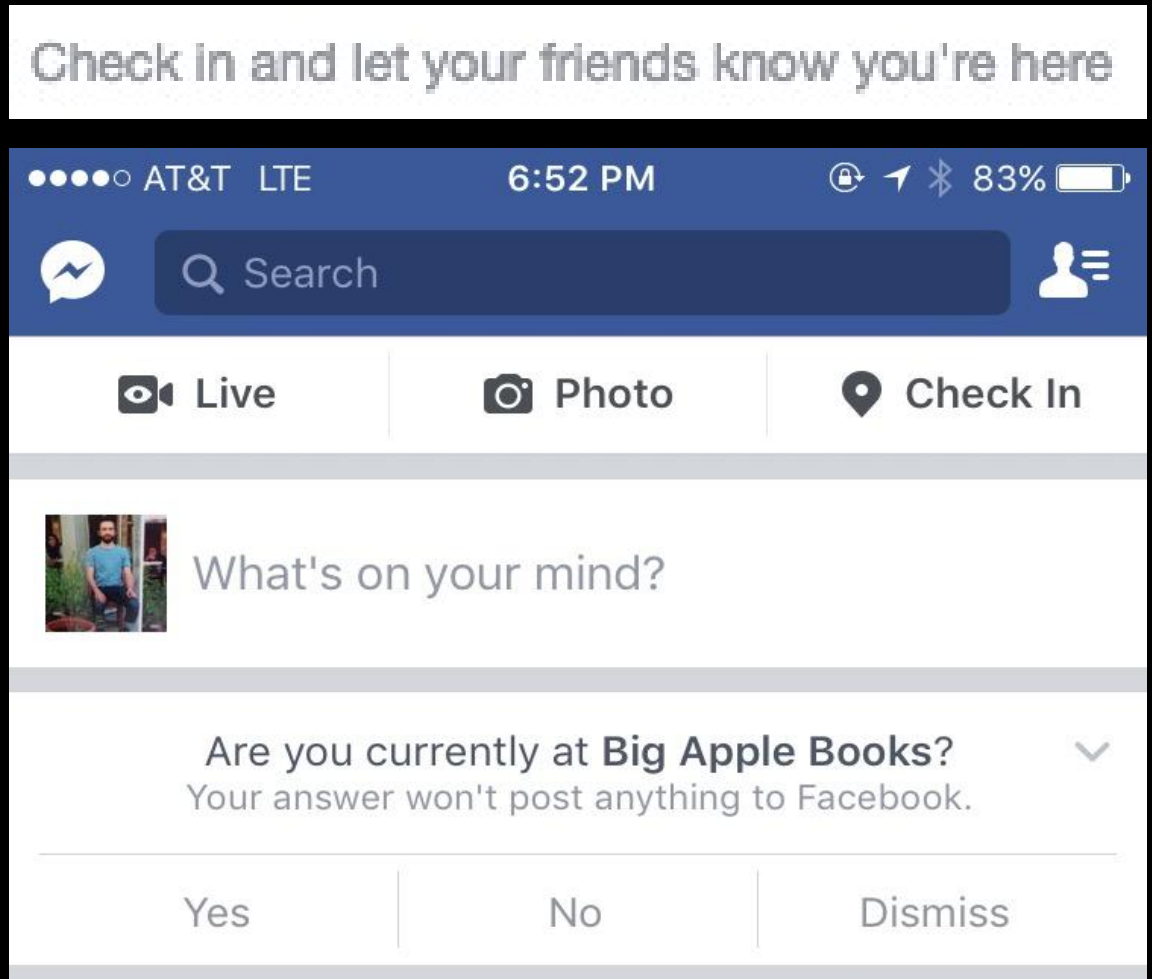 Check in and let your friends know you're here
AT&T LTE 6:52 PM 83%
Search
Live Photo Check In
What's on your mind?
Are you currently at Big Apple Books?
Your answer won't post anything to Facebook.
Yes No Dismiss